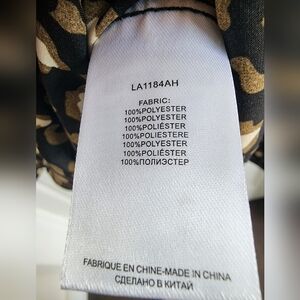 LA1184AH
FABRIC:
100%POLYESTER
100%POLYESTER
100%POLIÉSTER
100%POLIESTERE
100%POLYESTER
100%POLIÉSTER
100%ПОЛИЭСТЕР
FABRIQUE EN CHINE-MADE IN CHINA
СДЕЛАНО В КИТАЙ